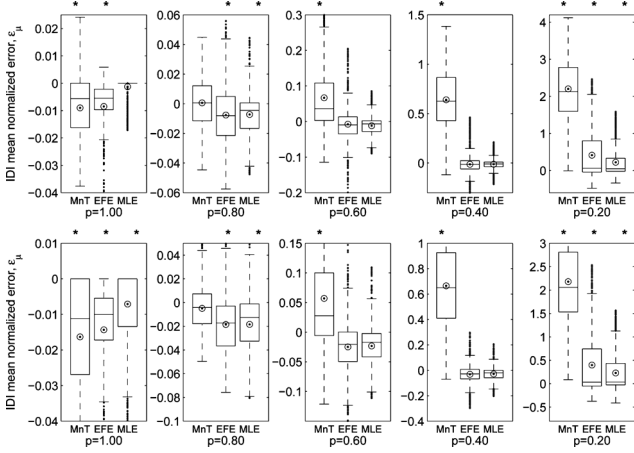 * * * * * * * * * *
0.02
0.01
0
−0.01
−0.02
−0.03
−0.04
IDI mean normalized error, ε_μ
MnT EFE MLE
p=1.00
0.06
0.04
0.02
0
−0.02
−0.04
−0.06
MnT EFE MLE
p=0.80
0.3
0.2
0.1
0
−0.1
−0.2
MnT EFE MLE
p=0.60
1.5
1
0.5
0
MnT EFE MLE
p=0.40
4
3
2
1
0
MnT EFE MLE
p=0.20
* * * * * * * * * *
0.01
0
−0.01
−0.02
−0.03
−0.04
IDI mean normalized error, ε_μ
MnT EFE MLE
p=1.00
0.04
0.02
0
−0.02
−0.04
−0.06
−0.08
−0.1
MnT EFE MLE
p=0.80
0.15
0.1
0.05
0
−0.05
−0.1
MnT EFE MLE
p=0.60
1
0.8
0.6
0.4
0.2
0
−0.2
−0.4
MnT EFE MLE
p=0.40
3
2.5
2
1.5
1
0.5
0
−0.5
MnT EFE MLE
p=0.20